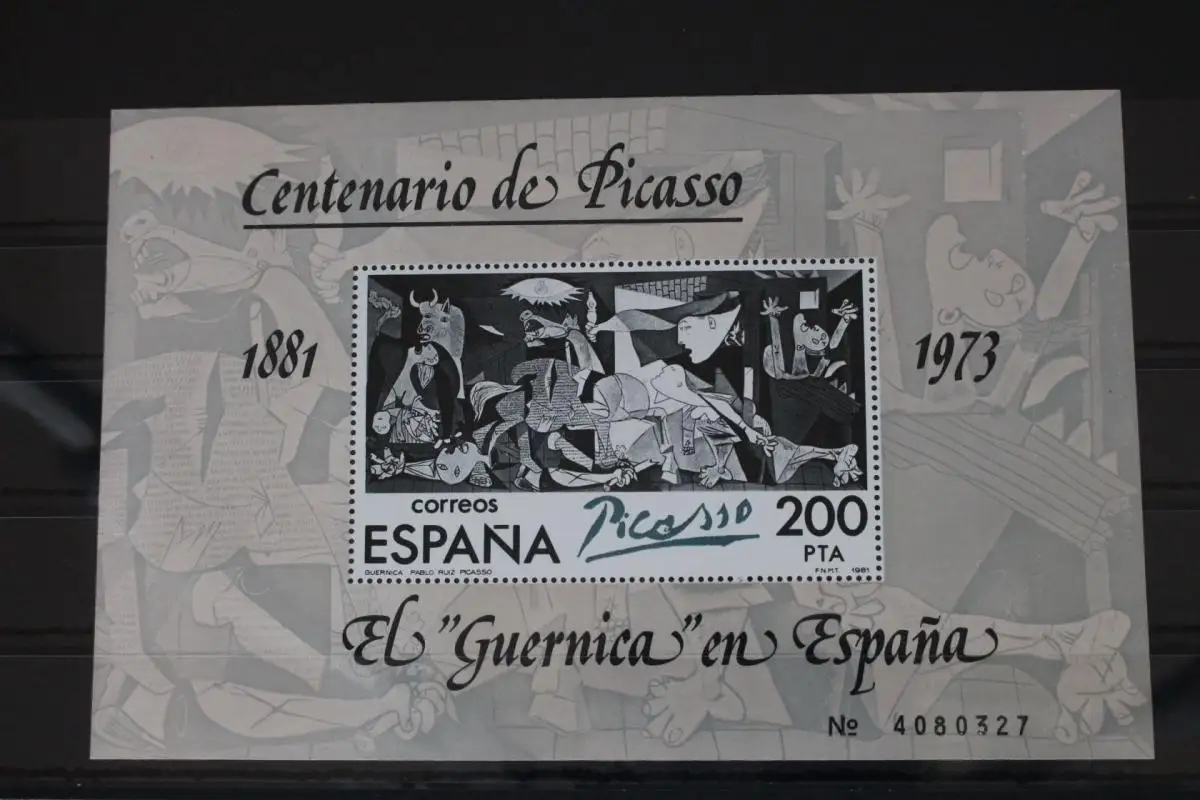 Centenario de Picasso
1881
1973
correos
ESPAÑA
Picasso
200
PTA
GUERNICA PABLO RUIZ PICASSO
F.N.M.T. 1981
El "Guernica" en España
Nº 4080327